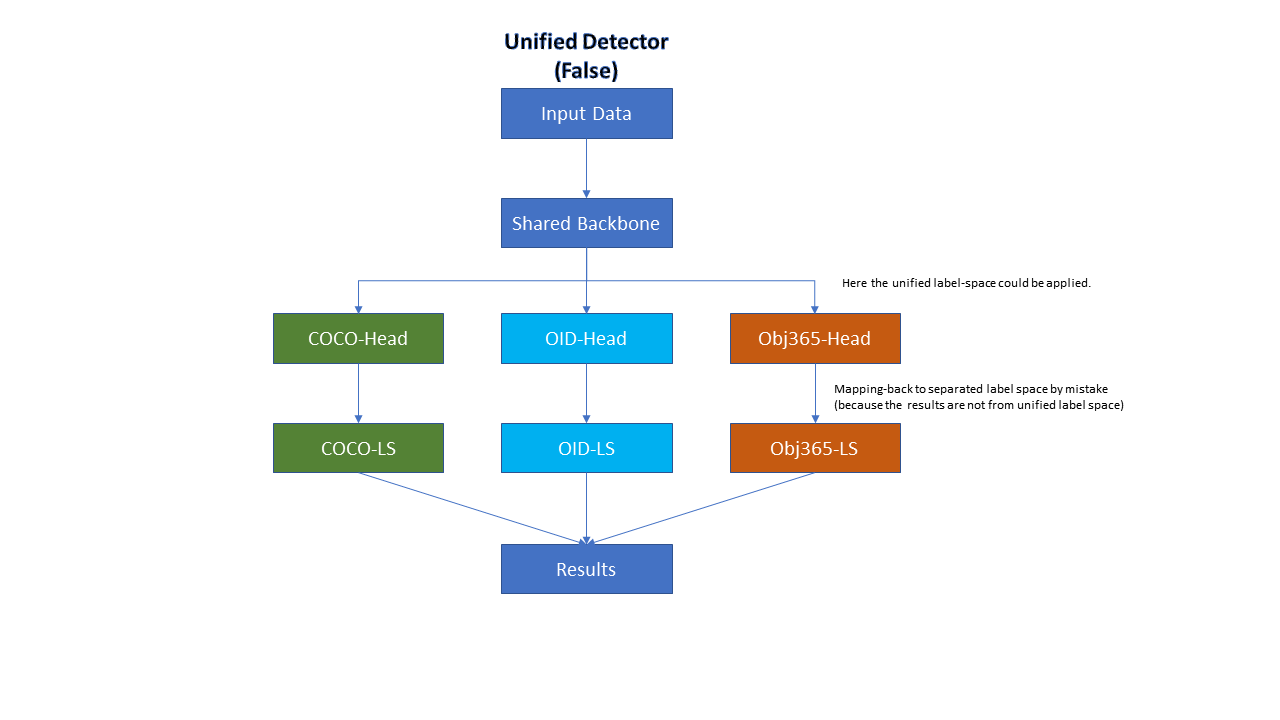 Unified Detector
(False)
Input Data
Shared Backbone
Here the unified label-space could be applied.
COCO-Head
OID-Head
Obj365-Head
Mapping-back to separated label space by mistake
(because the results are not from unified label space)
COCO-LS
OID-LS
Obj365-LS
Results